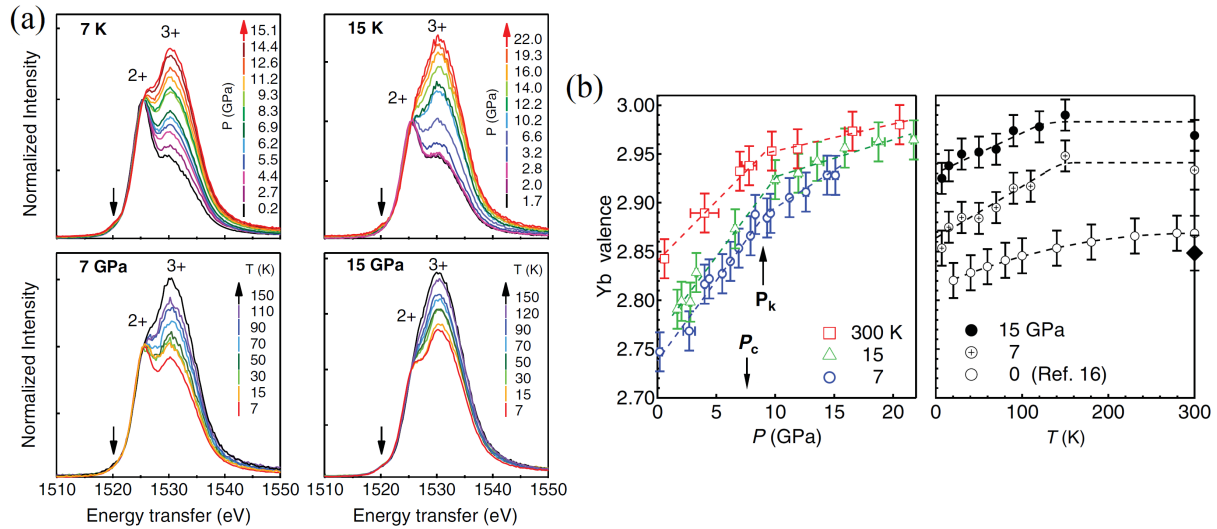 (a)
7 K
3+
2+
P (GPa)
15.1
14.4
12.6
11.2
9.3
8.3
6.9
6.2
5.5
4.4
2.7
0.2
Normalized Intensity
15 K
3+
2+
P (GPa)
22.0
19.3
16.0
14.0
12.2
10.2
6.6
3.2
2.8
2.0
1.7
Normalized Intensity
7 GPa
3+
2+
T (K)
150
110
90
70
50
30
15
7
1510 1520 1530 1540 1550
Energy transfer (eV)
15 GPa
3+
2+
T (K)
150
120
90
70
50
30
15
7
1510 1520 1530 1540 1550
Energy transfer (eV)
(b)
Yb valence
3.00
2.95
2.90
2.85
2.80
2.75
2.70
Pk
Pc
300 K
15
7
0 5 10 15 20
P (GPa)
15 GPa
7
0 (Ref. 16)
0 100 200 300
T (K)